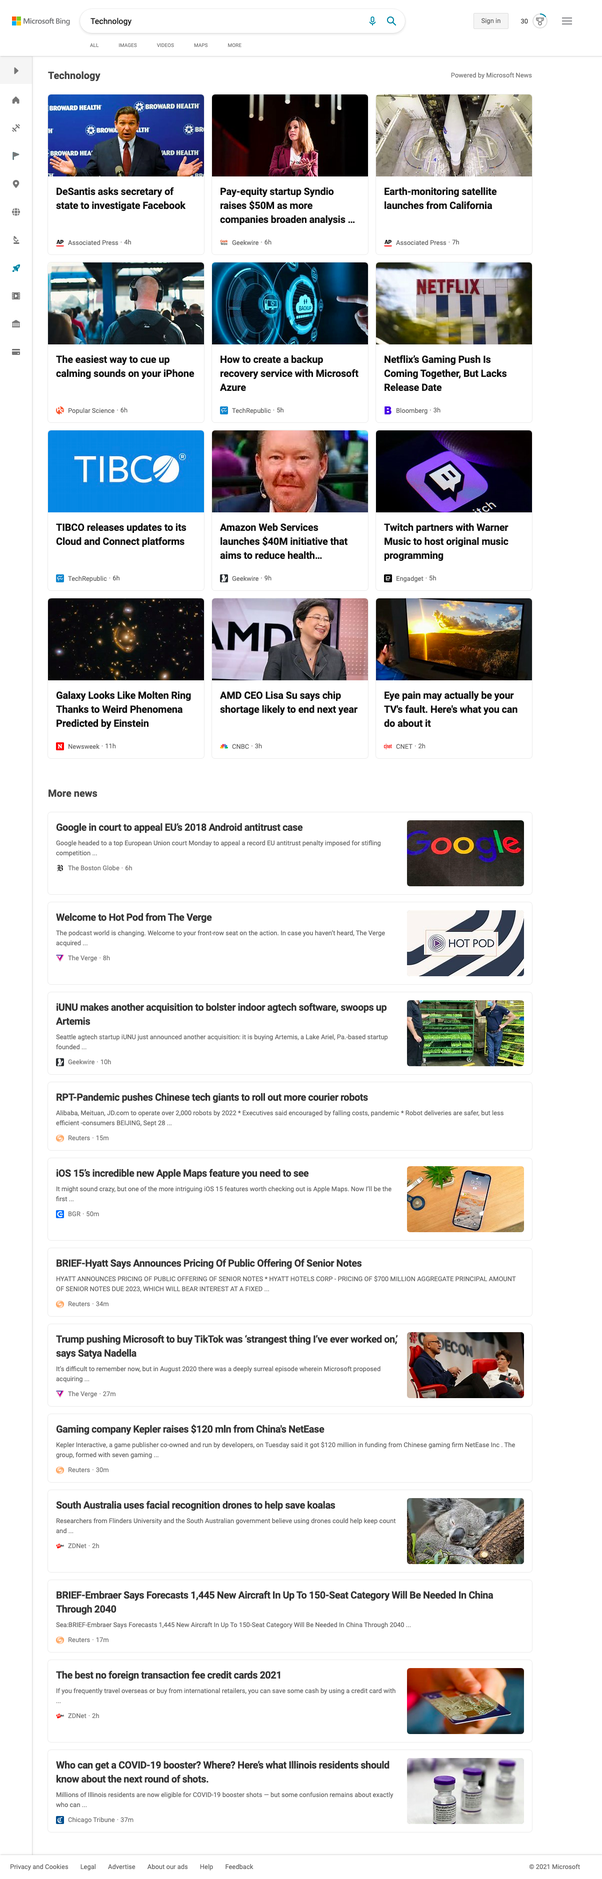 Microsoft Bing
Technology
Sign in
30
ALL
IMAGES
VIDEOS
MAPS
MORE
Technology
Powered by Microsoft News
BROWARD HEALTH
BROWARD HEALTH
BROWARD HEALTH
DeSantis asks secretary of
state to investigate Facebook
AP Associated Press · 4h
Pay-equity startup Syndio
raises $50M as more
companies broaden analysis ...
Geekwire · 6h
Earth-monitoring satellite
launches from California
AP Associated Press · 7h
The easiest way to cue up
calming sounds on your iPhone
Popular Science · 6h
BACKUP
How to create a backup
recovery service with Microsoft
Azure
TechRepublic · 5h
NETFLIX
Netflix's Gaming Push Is
Coming Together, But Lacks
Release Date
B Bloomberg · 3h
TIBCO®
TIBCO releases updates to its
Cloud and Connect platforms
TechRepublic · 6h
Amazon Web Services
launches $40M initiative that
aims to reduce health...
Geekwire · 9h
itch
Twitch partners with Warner
Music to host original music
programming
Engadget · 5h
Galaxy Looks Like Molten Ring
Thanks to Weird Phenomena
Predicted by Einstein
N Newsweek · 11h
AMD
AMD CEO Lisa Su says chip
shortage likely to end next year
CNBC · 3h
Eye pain may actually be your
TV's fault. Here's what you can
do about it
CNET · 2h
More news
Google in court to appeal EU's 2018 Android antitrust case
Google headed to a top European Union court Monday to appeal a record EU antitrust penalty imposed for stifling
competition ...
The Boston Globe · 6h
Google
Welcome to Hot Pod from The Verge
The podcast world is changing. Welcome to your front-row seat on the action. In case you haven't heard, The Verge
acquired ...
The Verge · 8h
HOT POD
iUNU makes another acquisition to bolster indoor agtech software, swoops up
Artemis
Seattle agtech startup iUNU just announced another acquisition: it is buying Artemis, a Lake Ariel, Pa.-based startup
founded ...
Geekwire · 10h
RPT-Pandemic pushes Chinese tech giants to roll out more courier robots
Alibaba, Meituan, JD.com to operate over 2,000 robots by 2022 * Executives said encouraged by falling costs, pandemic * Robot deliveries are safer, but less
efficient -consumers BEIJING, Sept 28 ...
Reuters · 15m
iOS 15's incredible new Apple Maps feature you need to see
It might sound crazy, but one of the more intriguing iOS 15 features worth checking out is Apple Maps. Now I'll be the
first ...
BGR · 50m
BRIEF-Hyatt Says Announces Pricing Of Public Offering Of Senior Notes
HYATT ANNOUNCES PRICING OF PUBLIC OFFERING OF SENIOR NOTES * HYATT HOTELS CORP - PRICING OF $700 MILLION AGGREGATE PRINCIPAL AMOUNT
OF SENIOR NOTES DUE 2023, WHICH WILL BEAR INTEREST AT A FIXED ...
Reuters · 34m
Trump pushing Microsoft to buy TikTok was 'strangest thing I've ever worked on,'
says Satya Nadella
It's difficult to remember now, but in August 2020 there was a deeply surreal episode wherein Microsoft proposed
acquiring ...
The Verge · 27m
DECON
Gaming company Kepler raises $120 mln from China's NetEase
Kepler Interactive, a game publisher co-owned and run by developers, on Tuesday said it got $120 million in funding from Chinese gaming firm NetEase Inc . The
group, formed with seven gaming ...
Reuters · 30m
South Australia uses facial recognition drones to help save koalas
Researchers from Flinders University and the South Australian government believe using drones could help keep count
and ...
ZDNet · 2h
BRIEF-Embraer Says Forecasts 1,445 New Aircraft In Up To 150-Seat Category Will Be Needed In China
Through 2040
Sea:BRIEF-Embraer Says Forecasts 1,445 New Aircraft In Up To 150-Seat Category Will Be Needed In China Through 2040 ...
Reuters · 17m
The best no foreign transaction fee credit cards 2021
If you frequently travel overseas or buy from international retailers, you can save some cash by using a credit card with
...
ZDNet · 2h
Who can get a COVID-19 booster? Where? Here's what Illinois residents should
know about the next round of shots.
Millions of Illinois residents are now eligible for COVID-19 booster shots — but some confusion remains about exactly
who can ...
Chicago Tribune · 37m
Privacy and Cookies
Legal
Advertise
About our ads
Help
Feedback
© 2021 Microsoft